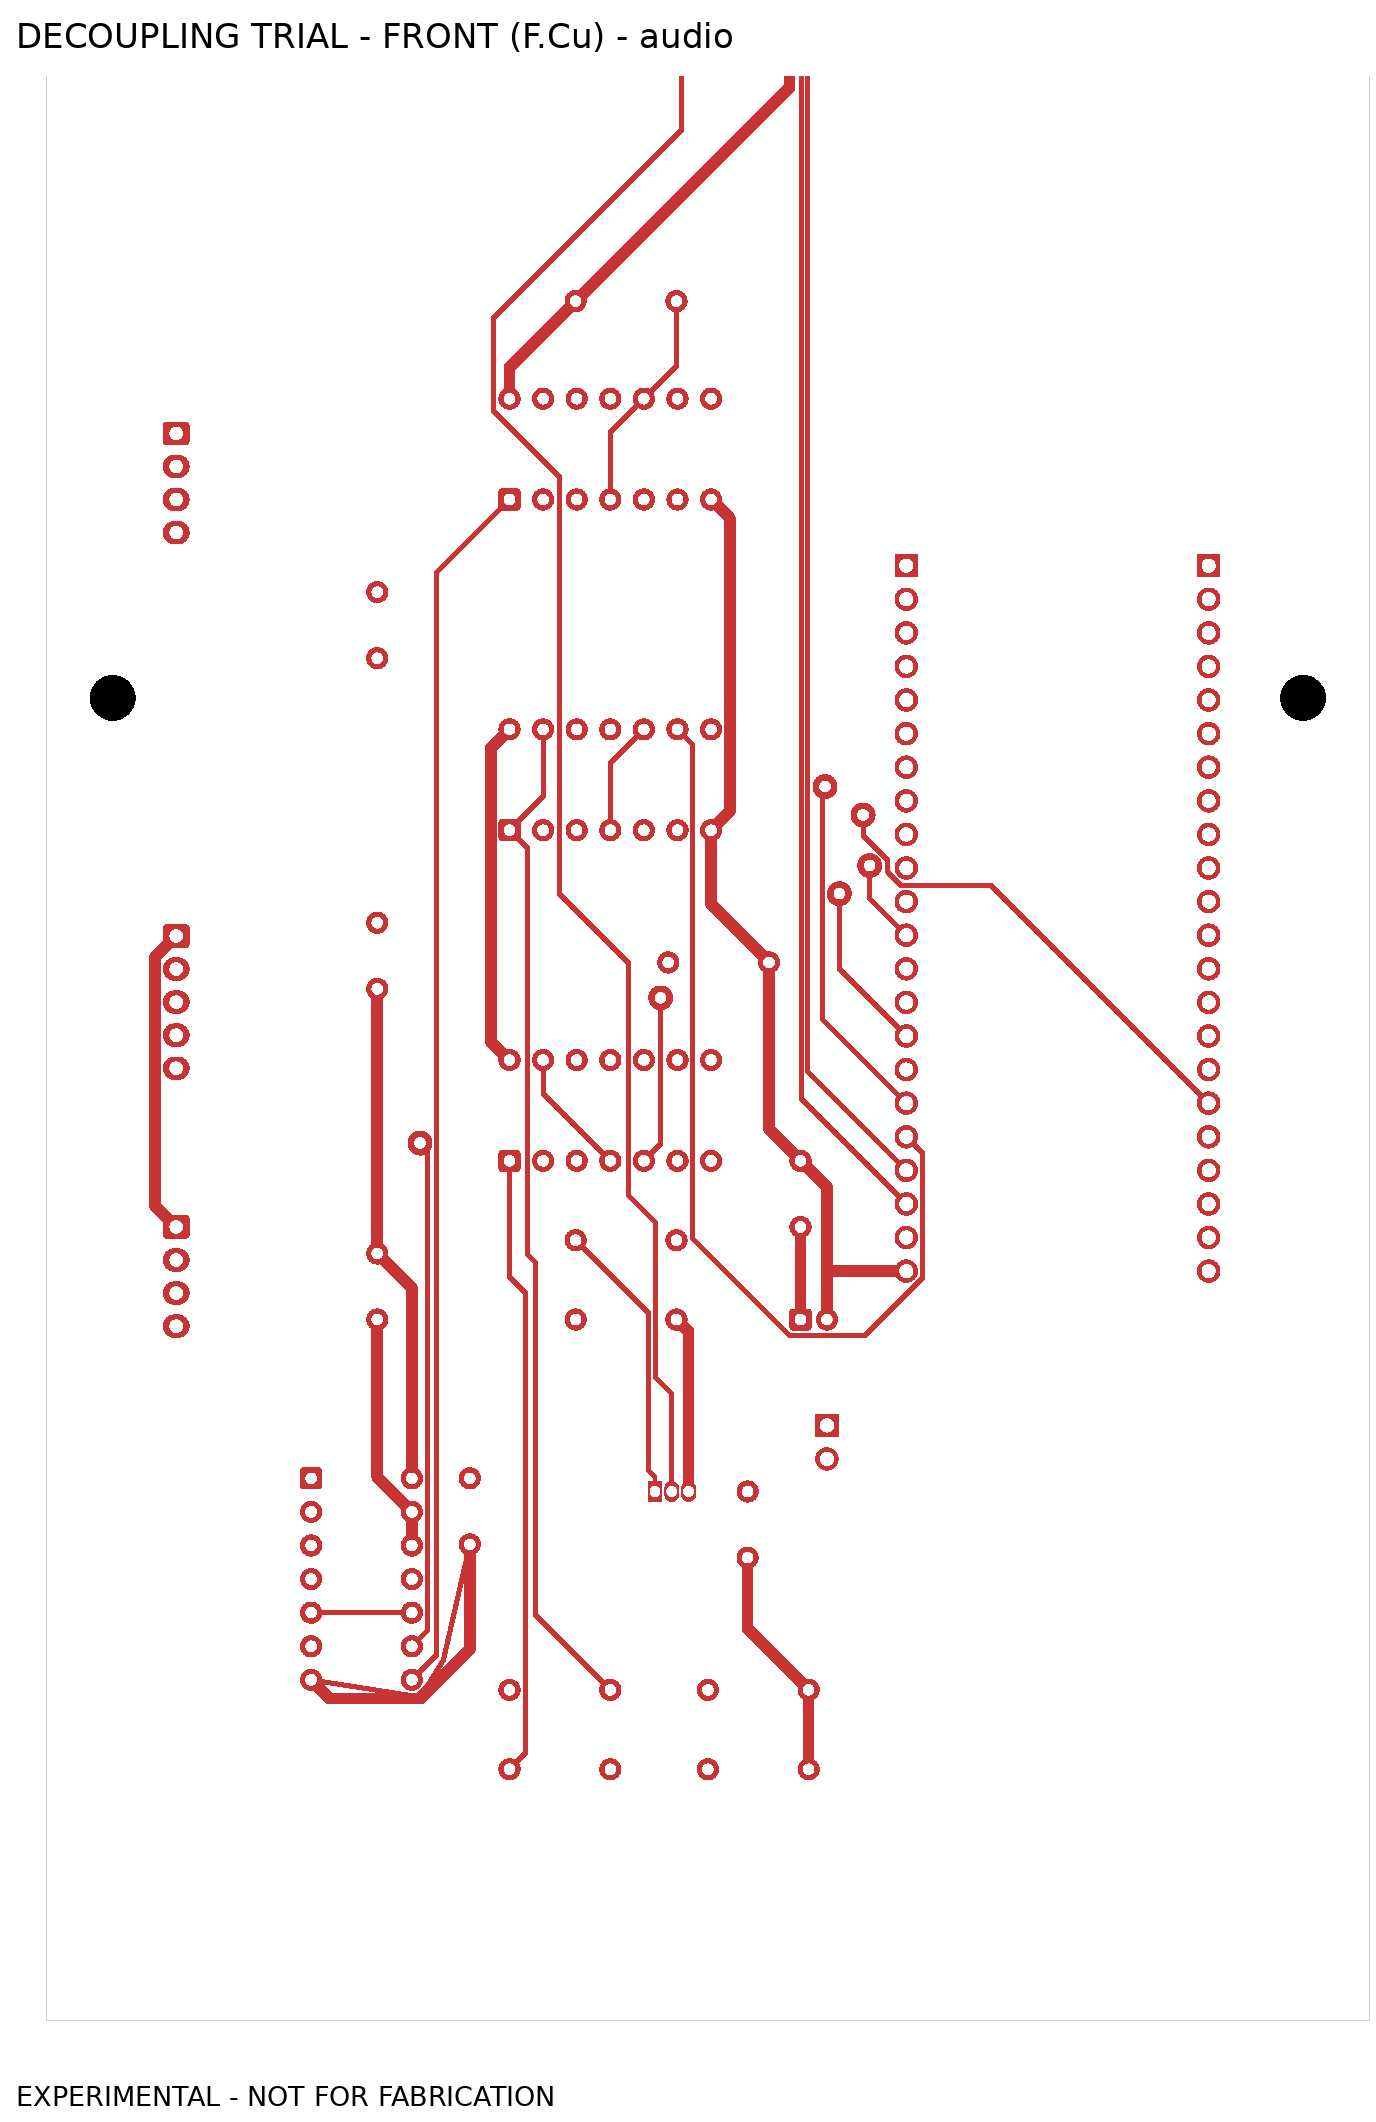 DECOUPLING TRIAL - FRONT (F.Cu) - audio
EXPERIMENTAL - NOT FOR FABRICATION